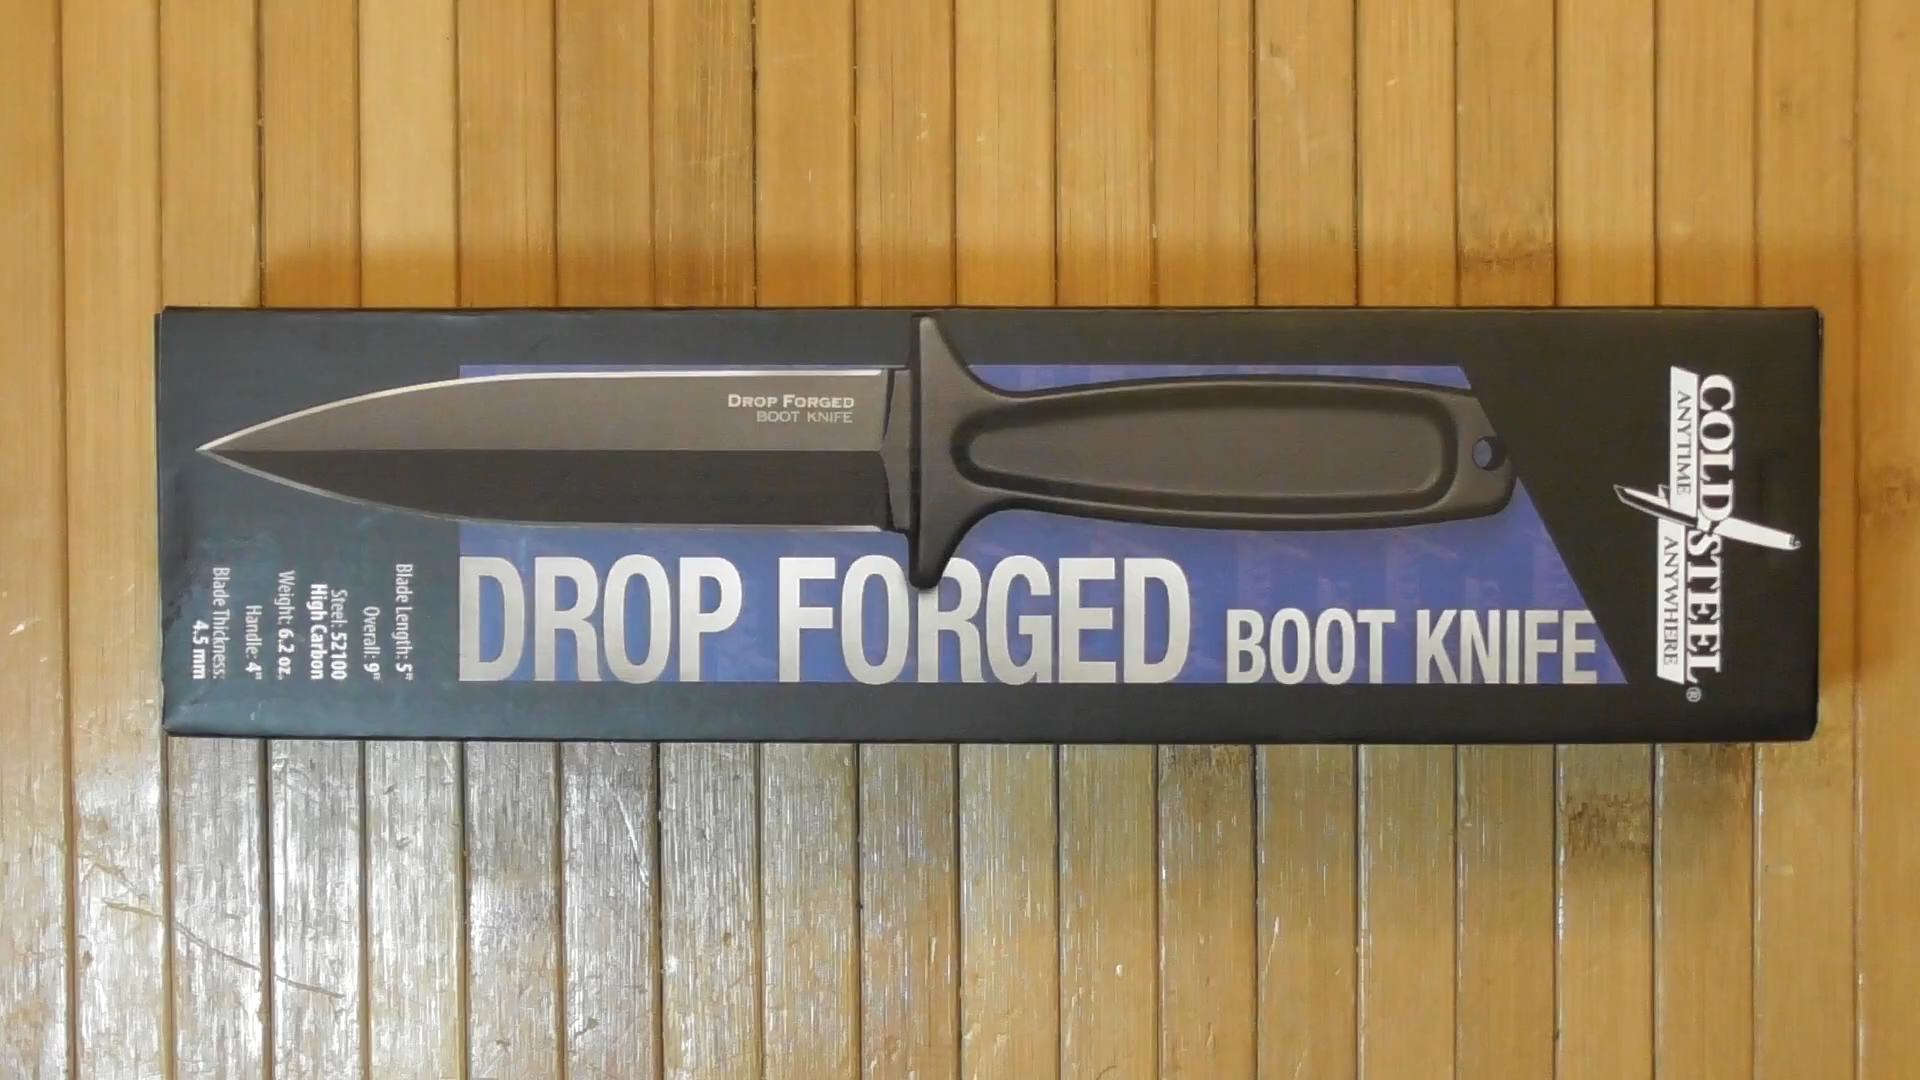 DROP FORGED
BOOT KNIFE
DROP FORGED BOOT KNIFE
Blade Length: 5"
Overall: 9"
Steel: 52100
High Carbon
Weight: 6.2 oz.
Handle: 4"
Blade Thickness:
4.5 mm
COLD STEEL®
ANYTIME ANYWHERE